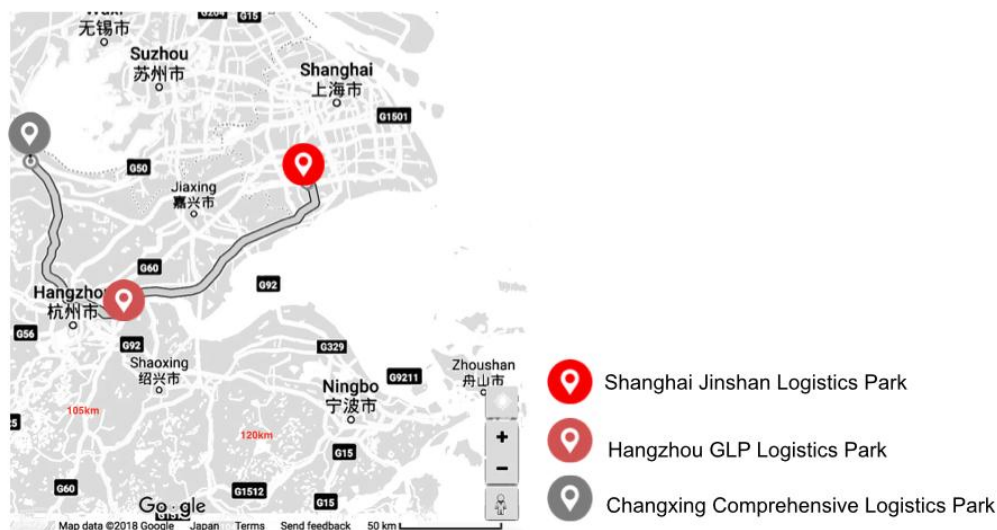 无锡市
G15
Suzhou
苏州市
Shanghai
上海市
G1501
G50
Jiaxing
嘉兴市
G60
G92
Hangzhou
杭州市
G56
G92
Shaoxing
绍兴市
G329
Zhoushan
舟山市
G9211
Ningbo
宁波市
105km
120km
G15
G60
G1512
G15
Google
Map data ©2018 Google Japan Terms Send feedback 50 km
Shanghai Jinshan Logistics Park
Hangzhou GLP Logistics Park
Changxing Comprehensive Logistics Park